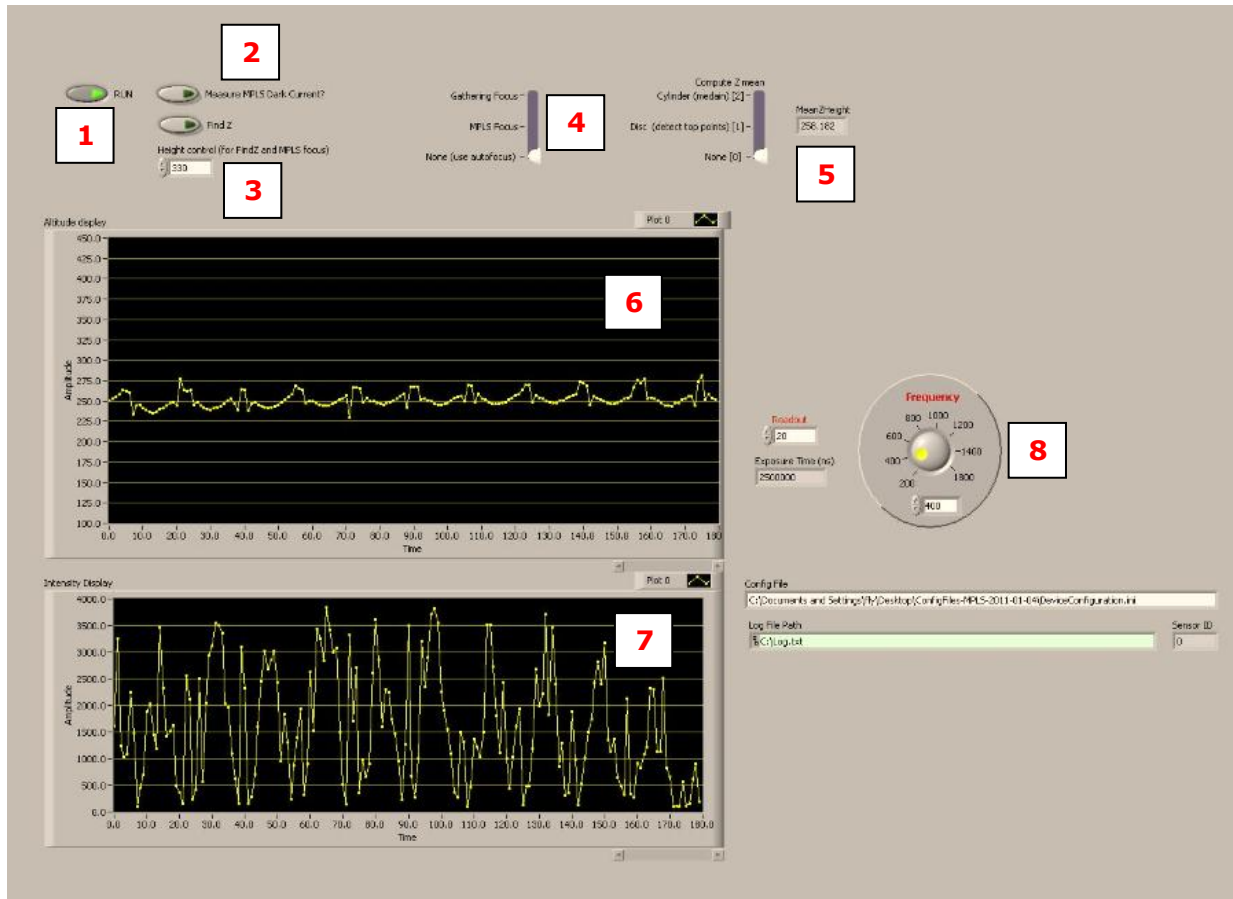 2
RUN
Measure MPLS Dark Current?
1
Find Z
Height control (for FindZ and MPLS focus)
330
3
Gathering Focus
MPLS Focus
None (use autofocus)
4
Compute Z mean
Cylinder (medain) [2]
Disc (detect top points) [1]
None [0]
MeanZHeight
258.182
5
Altitude display
Plot 0
450.0
425.0
400.0
375.0
350.0
325.0
300.0
275.0
250.0
225.0
200.0
175.0
150.0
125.0
100.0
Amplitude
6
0.0 10.0 20.0 30.0 40.0 50.0 60.0 70.0 80.0 90.0 100.0 110.0 120.0 130.0 140.0 150.0 160.0 170.0 180
Time
Readout
20
Exposure Time (ns)
2500000
Frequency
200
400
600
800
1000
1200
1400
1800
400
8
Intensity Display
Plot 0
4000.0
3500.0
3000.0
2500.0
2000.0
1500.0
1000.0
500.0
0.0
Amplitude
7
0.0 10.0 20.0 30.0 40.0 50.0 60.0 70.0 80.0 90.0 100.0 110.0 120.0 130.0 140.0 150.0 160.0 170.0 180.0
Time
Config File
C:\Documents and Settings\fly\Desktop\ConfigFiles-MPLS-2011-01-04\DeviceConfiguration.ini
Log File Path
C:\Log.txt
Sensor ID
0